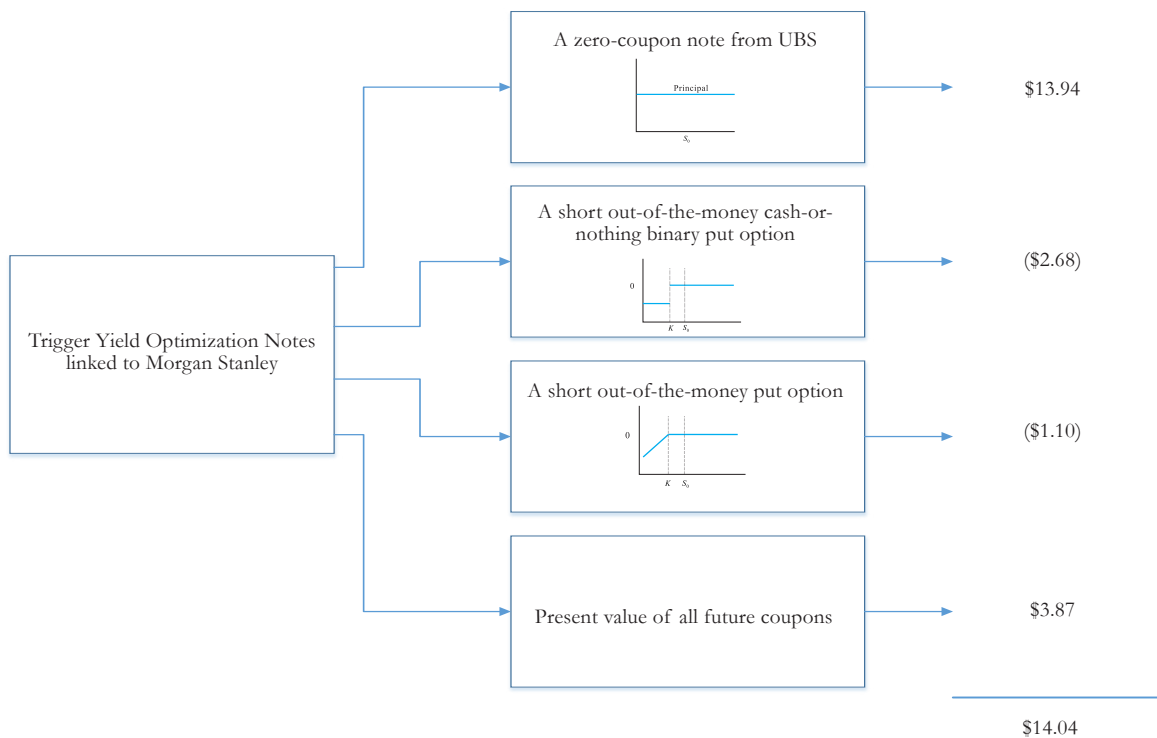 A zero-coupon note from UBS
Principal
S₀
$13.94
A short out-of-the-money cash-or-
nothing binary put option
0
K S₀
($2.68)
Trigger Yield Optimization Notes
linked to Morgan Stanley
A short out-of-the-money put option
0
K S₀
($1.10)
Present value of all future coupons
$3.87
$14.04